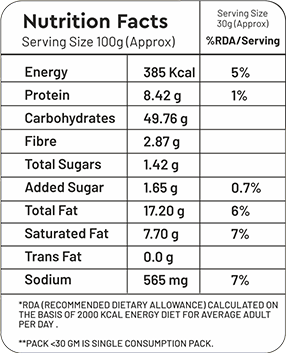 Nutrition Facts
Serving Size 100g (Approx)
Serving Size
30g (Approx)
%RDA/Serving
Energy 385 Kcal 5%
Protein 8.42 g 1%
Carbohydrates 49.76 g
Fibre 2.87 g
Total Sugars 1.42 g
Added Sugar 1.65 g 0.7%
Total Fat 17.20 g 6%
Saturated Fat 7.70 g 7%
Trans Fat 0.0 g
Sodium 565 mg 7%
*RDA (RECOMMENDED DIETARY ALLOWANCE) CALCULATED ON
THE BASIS OF 2000 KCAL ENERGY DIET FOR AVERAGE ADULT
PER DAY .
**PACK <30 GM IS SINGLE CONSUMPTION PACK.